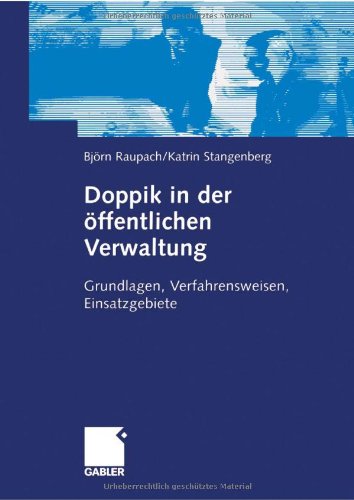 Urheberrechtlich geschütztes Material
Björn Raupach/Katrin Stangenberg
Doppik in der
öffentlichen
Verwaltung
Grundlagen, Verfahrensweisen,
Einsatzgebiete
GABLER
Urheberrechtlich geschütztes Material